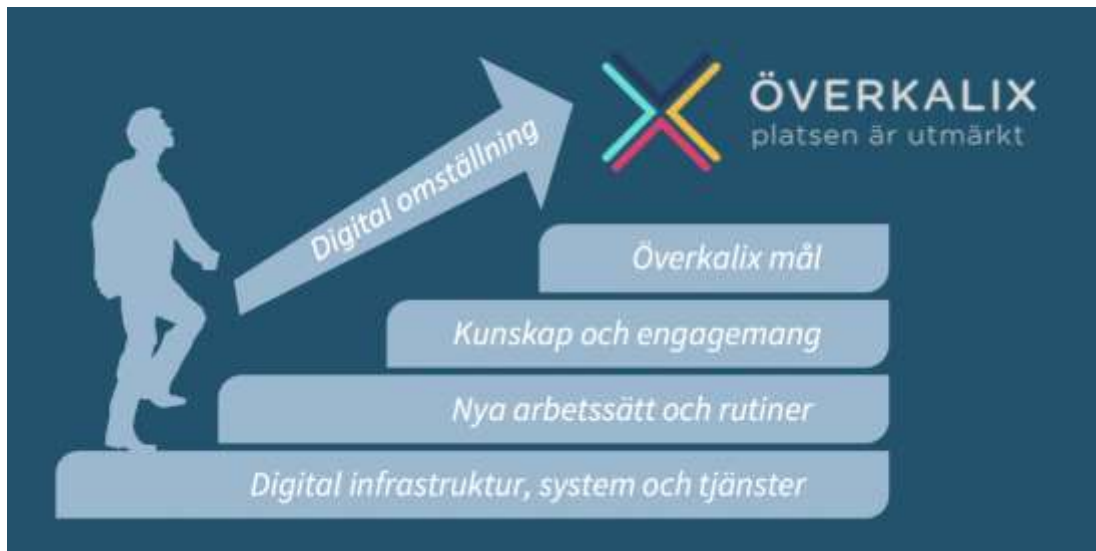 ÖVERKALIX
platsen är utmärkt
Digital omställning
Överkalix mål
Kunskap och engagemang
Nya arbetssätt och rutiner
Digital infrastruktur, system och tjänster